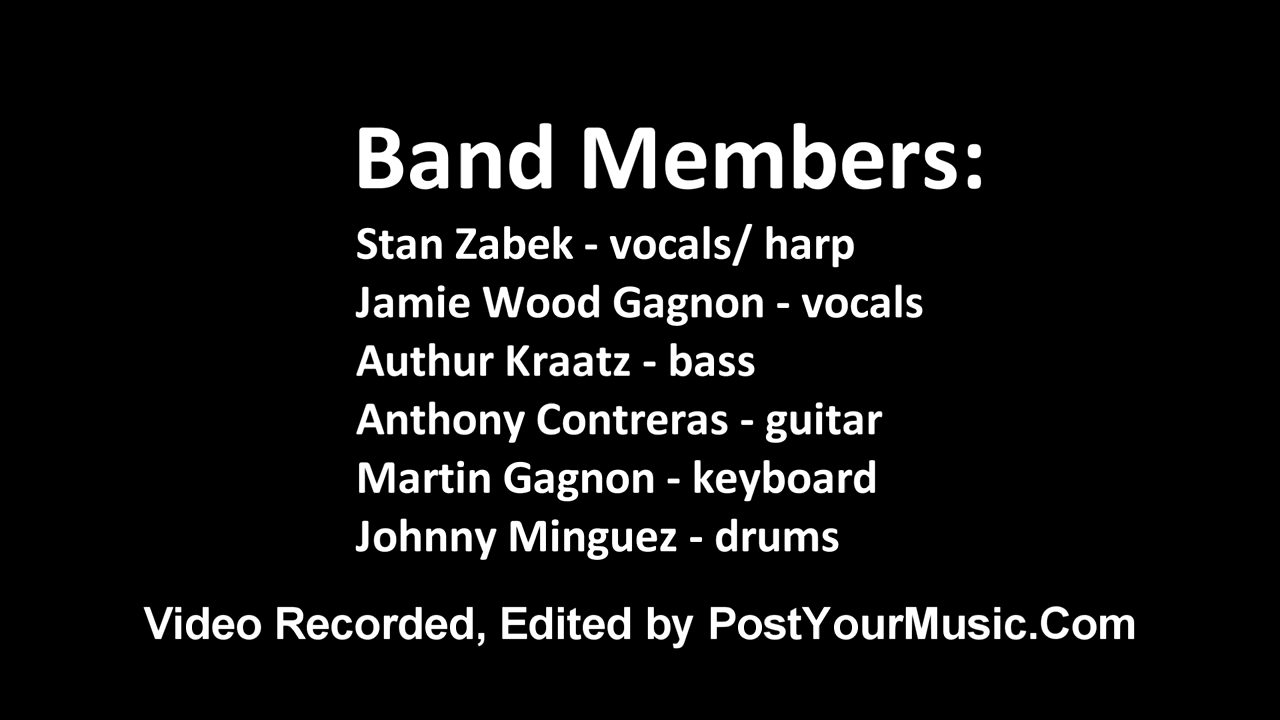 Band Members:
Stan Zabek - vocals/ harp
Jamie Wood Gagnon - vocals
Authur Kraatz - bass
Anthony Contreras - guitar
Martin Gagnon - keyboard
Johnny Minguez - drums
Video Recorded, Edited by PostYourMusic.Com